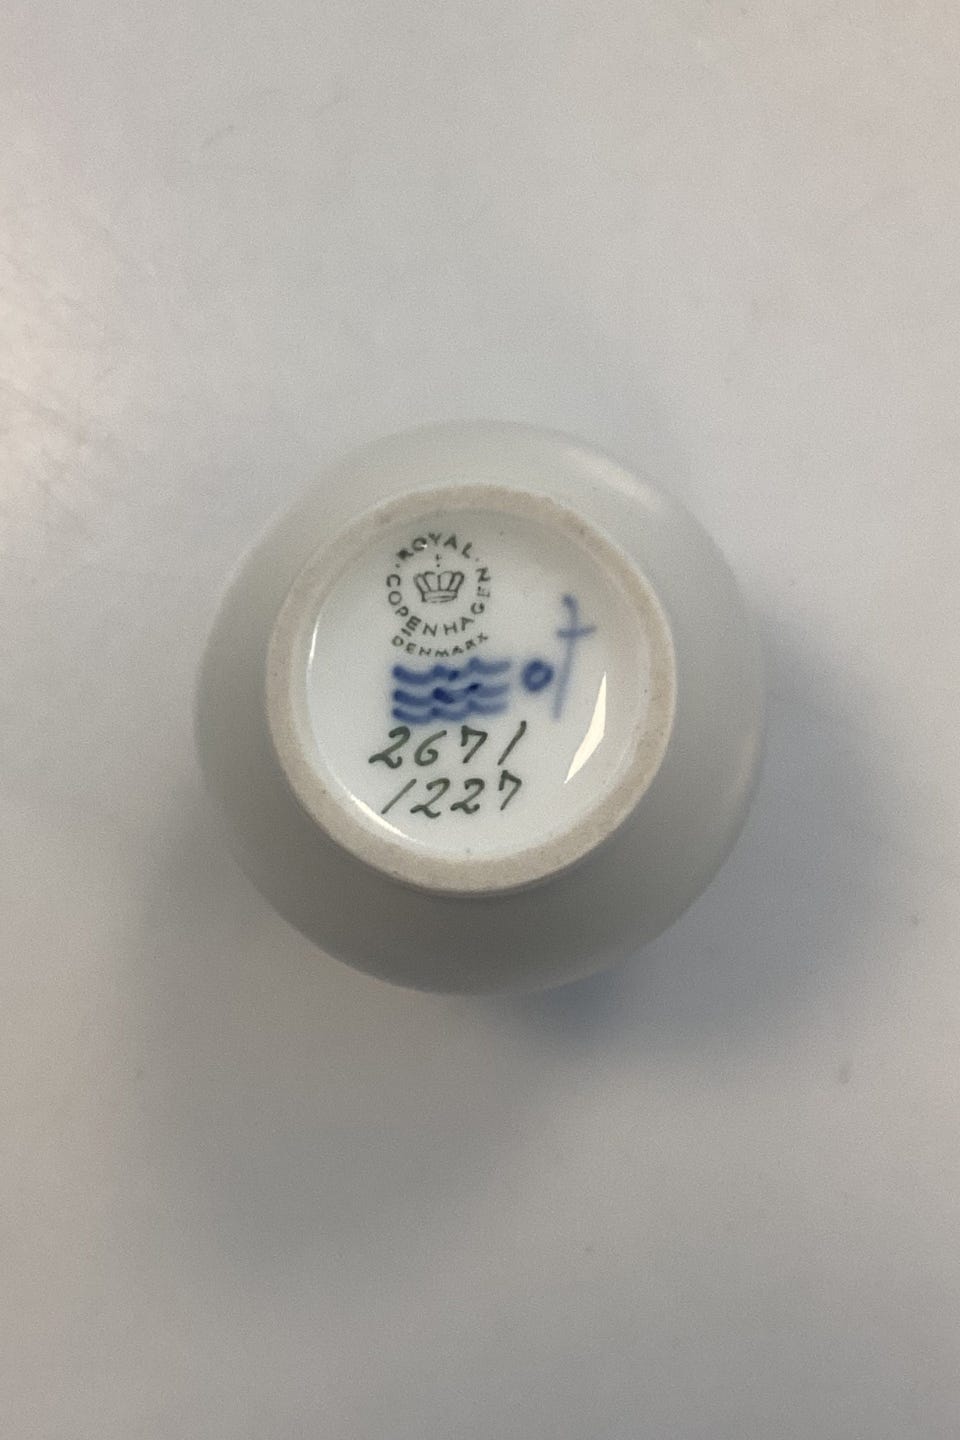 ROYAL
COPENHAGEN
DENMARK
2671
1227